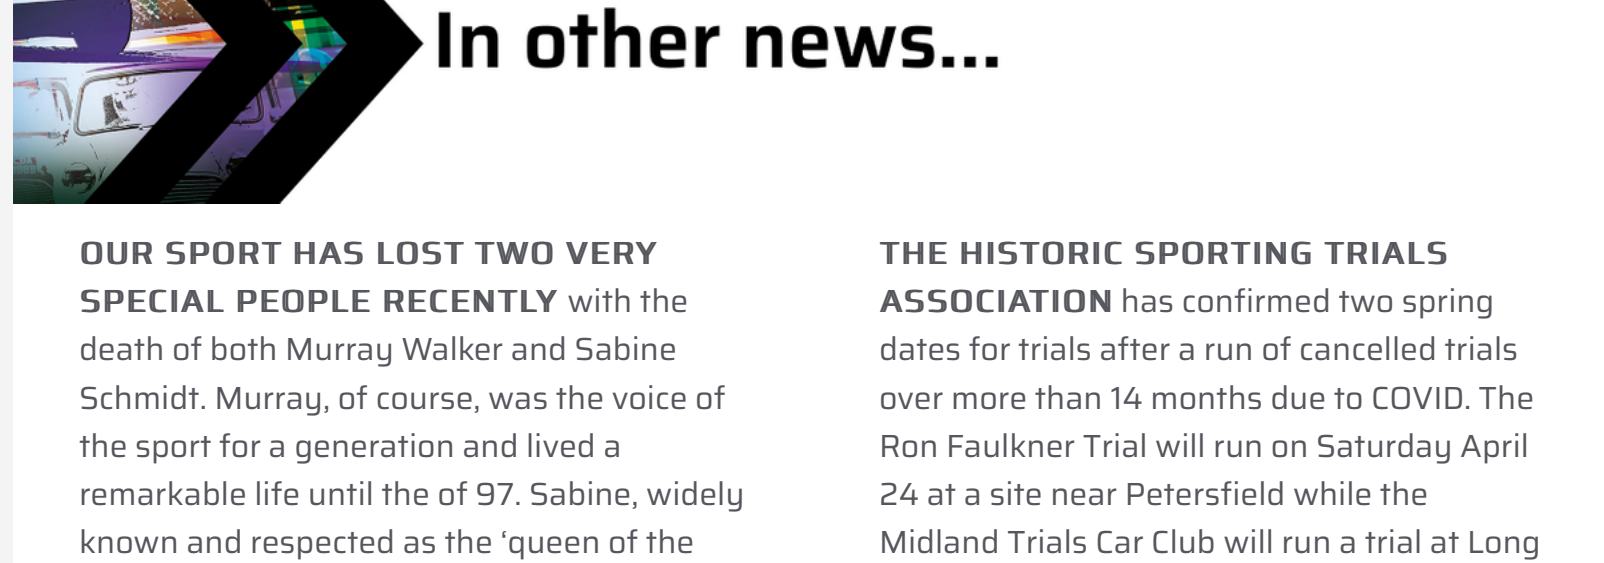 In other news...
OUR SPORT HAS LOST TWO VERY
SPECIAL PEOPLE RECENTLY with the
death of both Murray Walker and Sabine
Schmidt. Murray, of course, was the voice of
the sport for a generation and lived a
remarkable life until the of 97. Sabine, widely
known and respected as the ‘queen of the
THE HISTORIC SPORTING TRIALS
ASSOCIATION has confirmed two spring
dates for trials after a run of cancelled trials
over more than 14 months due to COVID. The
Ron Faulkner Trial will run on Saturday April
24 at a site near Petersfield while the
Midland Trials Car Club will run a trial at Long